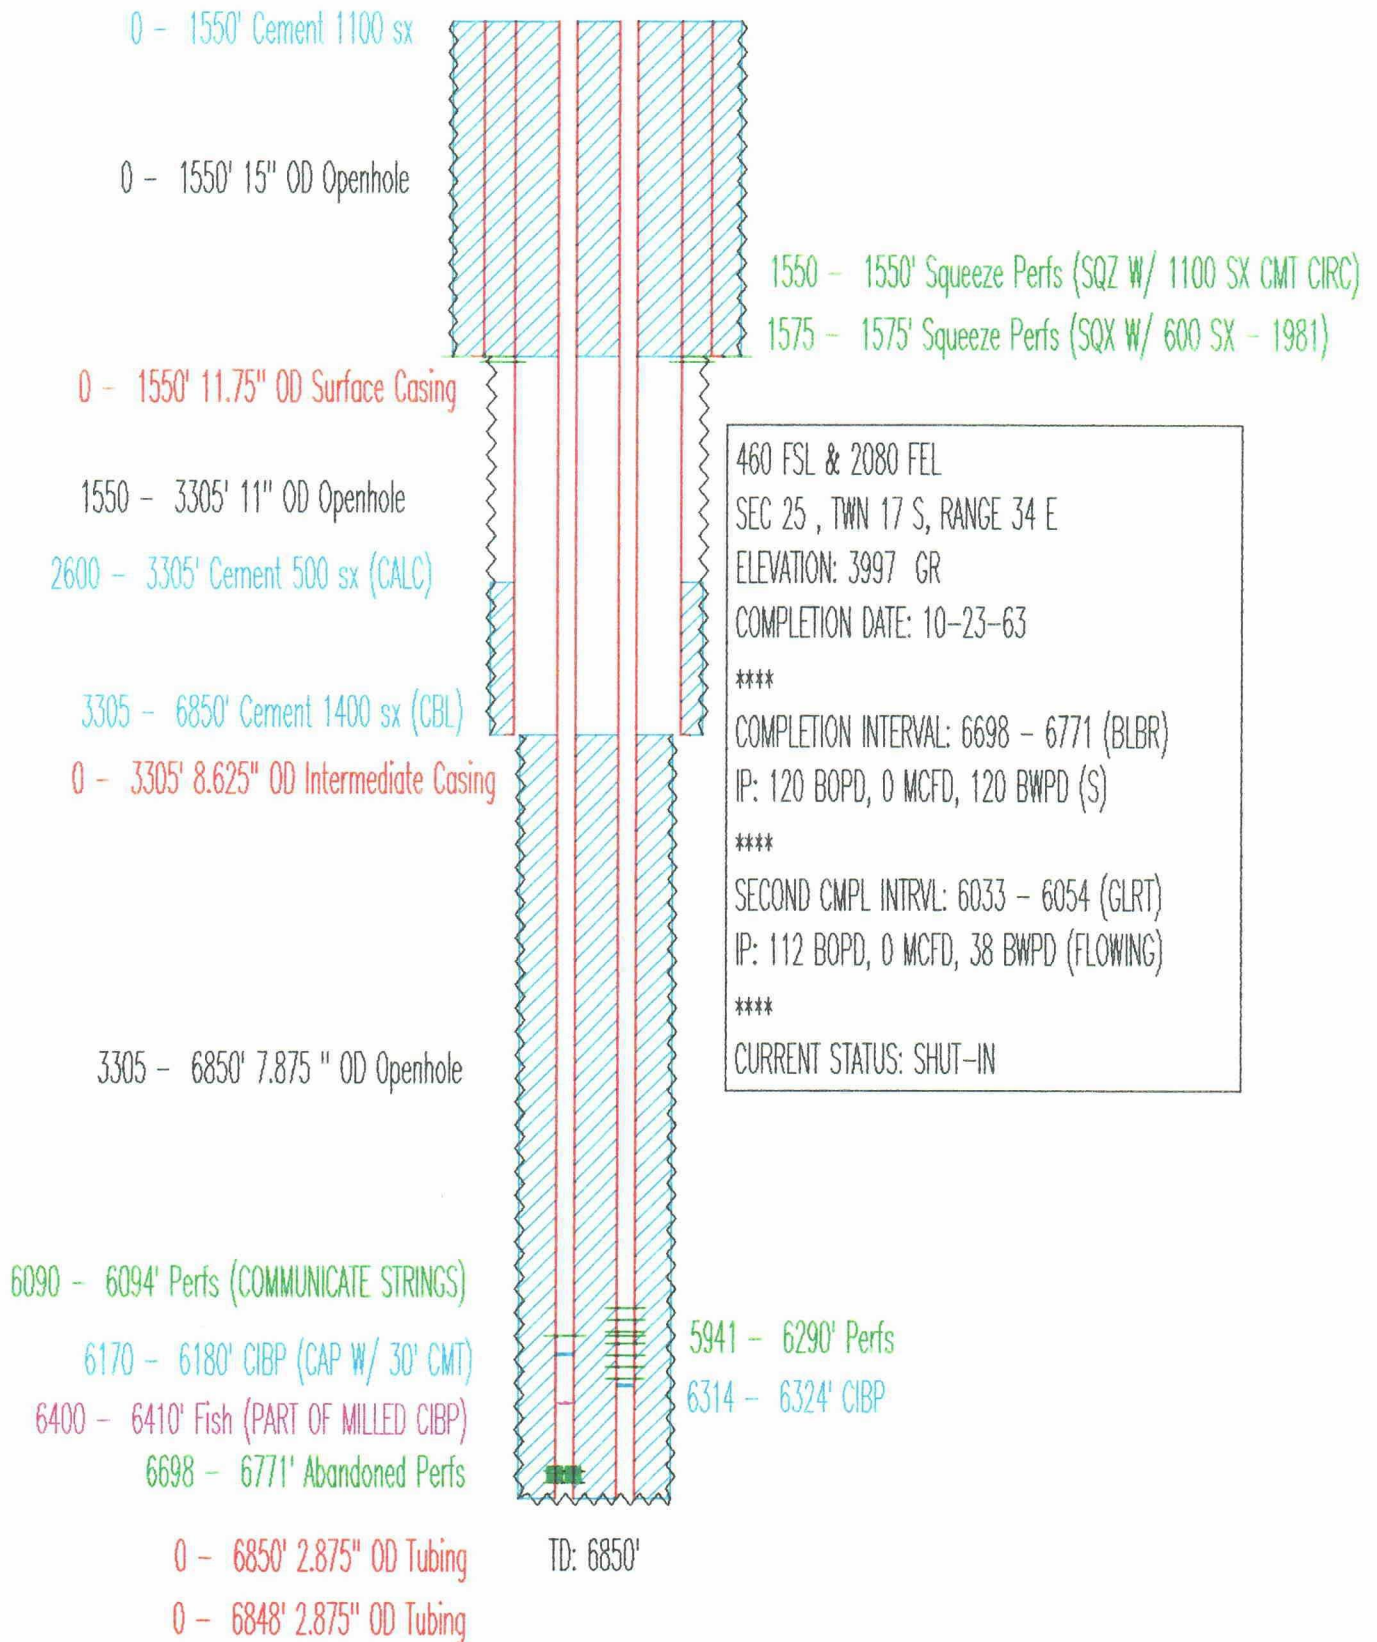 0 - 1550' Cement 1100 sx
0 - 1550' 15" OD Openhole
1550 - 1550' Squeeze Perfs (SQZ W/ 1100 SX CMT CIRC)
1575 - 1575' Squeeze Perfs (SQX W/ 600 SX - 1981)
0 - 1550' 11.75" OD Surface Casing
1550 - 3305' 11" OD Openhole
2600 - 3305' Cement 500 sx (CALC)
3305 - 6850' Cement 1400 sx (CBL)
0 - 3305' 8.625" OD Intermediate Casing
460 FSL & 2080 FEL
SEC 25 , TWN 17 S, RANGE 34 E
ELEVATION: 3997 GR
COMPLETION DATE: 10-23-63
****
COMPLETION INTERVAL: 6698 - 6771 (BLBR)
IP: 120 BOPD, 0 MCFD, 120 BWPD (S)
****
SECOND CMPL INTRVL: 6033 - 6054 (GLRT)
IP: 112 BOPD, 0 MCFD, 38 BWPD (FLOWING)
****
CURRENT STATUS: SHUT-IN
3305 - 6850' 7.875 " OD Openhole
6090 - 6094' Perfs (COMMUNICATE STRINGS)
6170 - 6180' CIBP (CAP W/ 30' CMT)
6400 - 6410' Fish (PART OF MILLED CIBP)
6698 - 6771' Abandoned Perfs
5941 - 6290' Perfs
6314 - 6324' CIBP
0 - 6850' 2.875" OD Tubing
0 - 6848' 2.875" OD Tubing
TD: 6850'